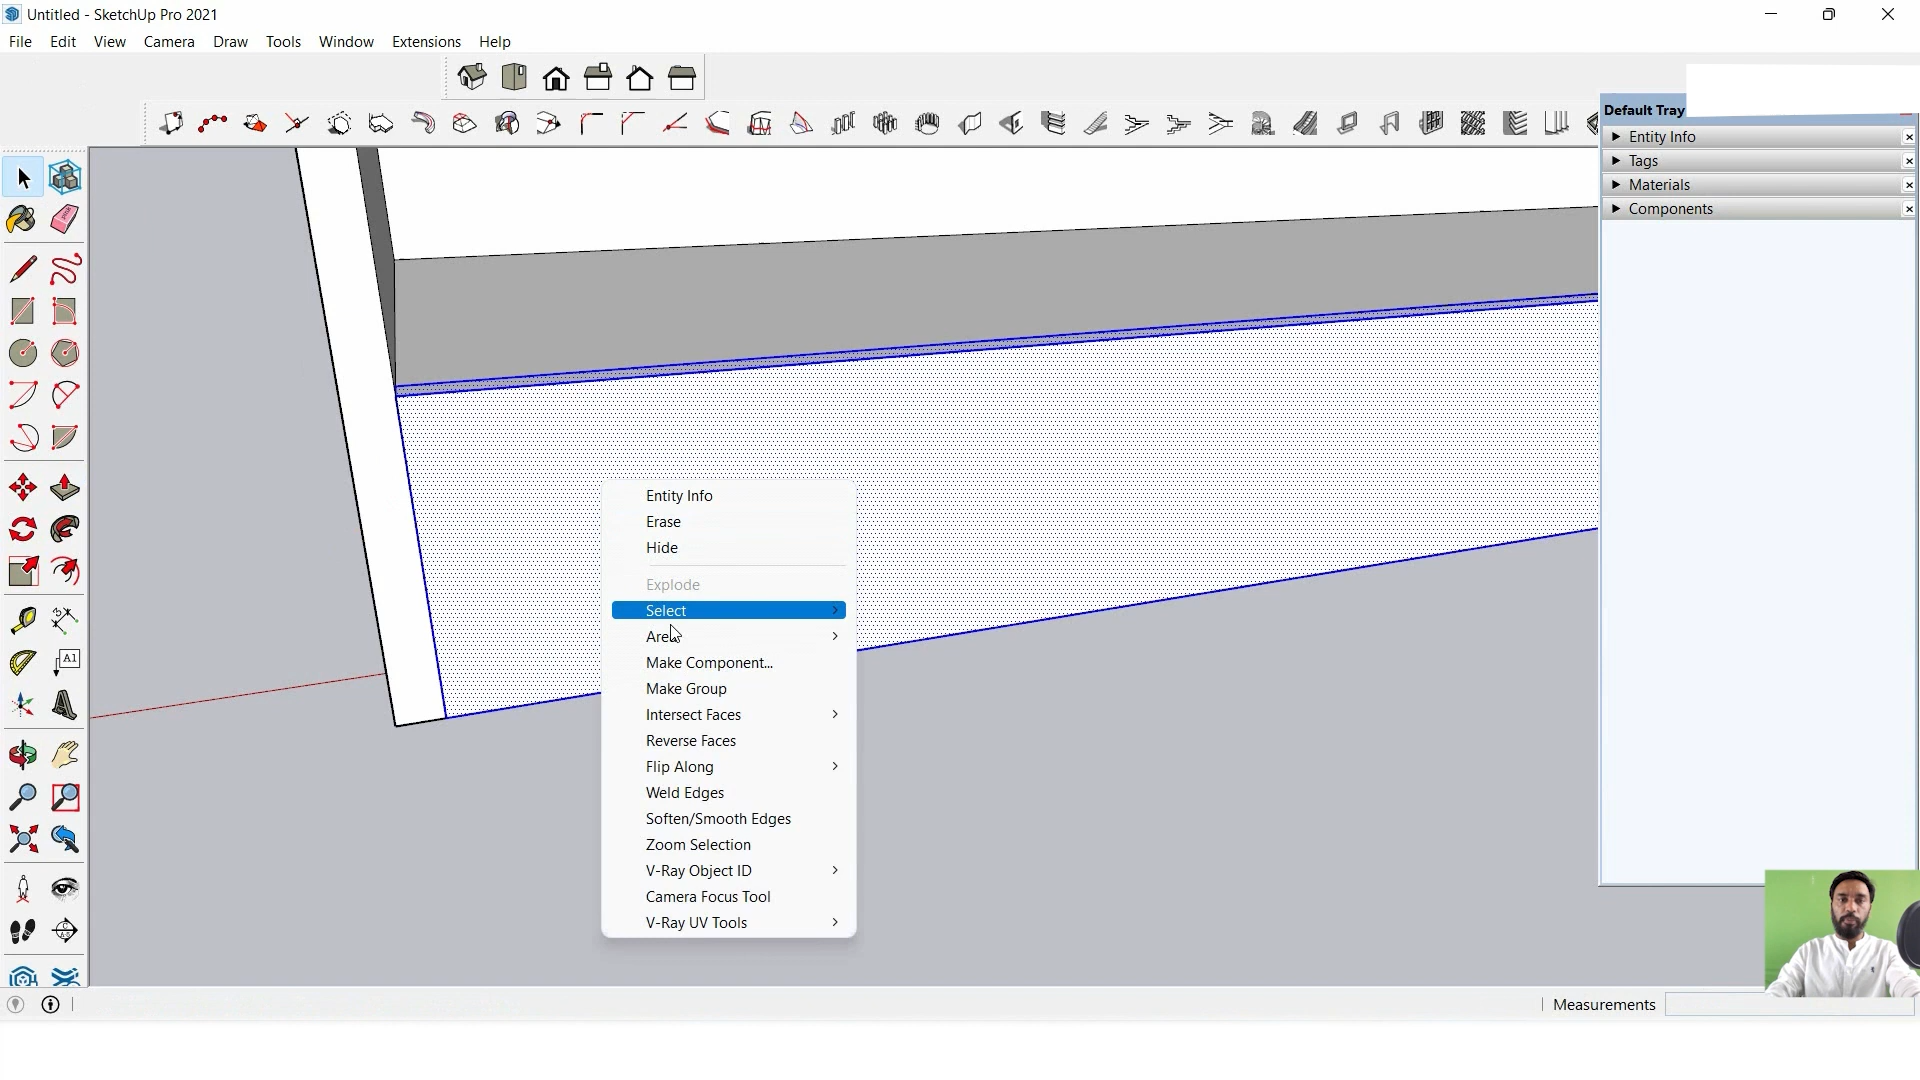 Untitled - SketchUp Pro 2021
File Edit View Camera Draw Tools Window Extensions Help
Default Tray
Entity Info
Tags
Materials
Components
A1
Entity Info
Erase
Hide
Explode
Select
Area
Make Component...
Make Group
Intersect Faces
Reverse Faces
Flip Along
Weld Edges
Soften/Smooth Edges
Zoom Selection
V-Ray Object ID
Camera Focus Tool
V-Ray UV Tools
Measurements